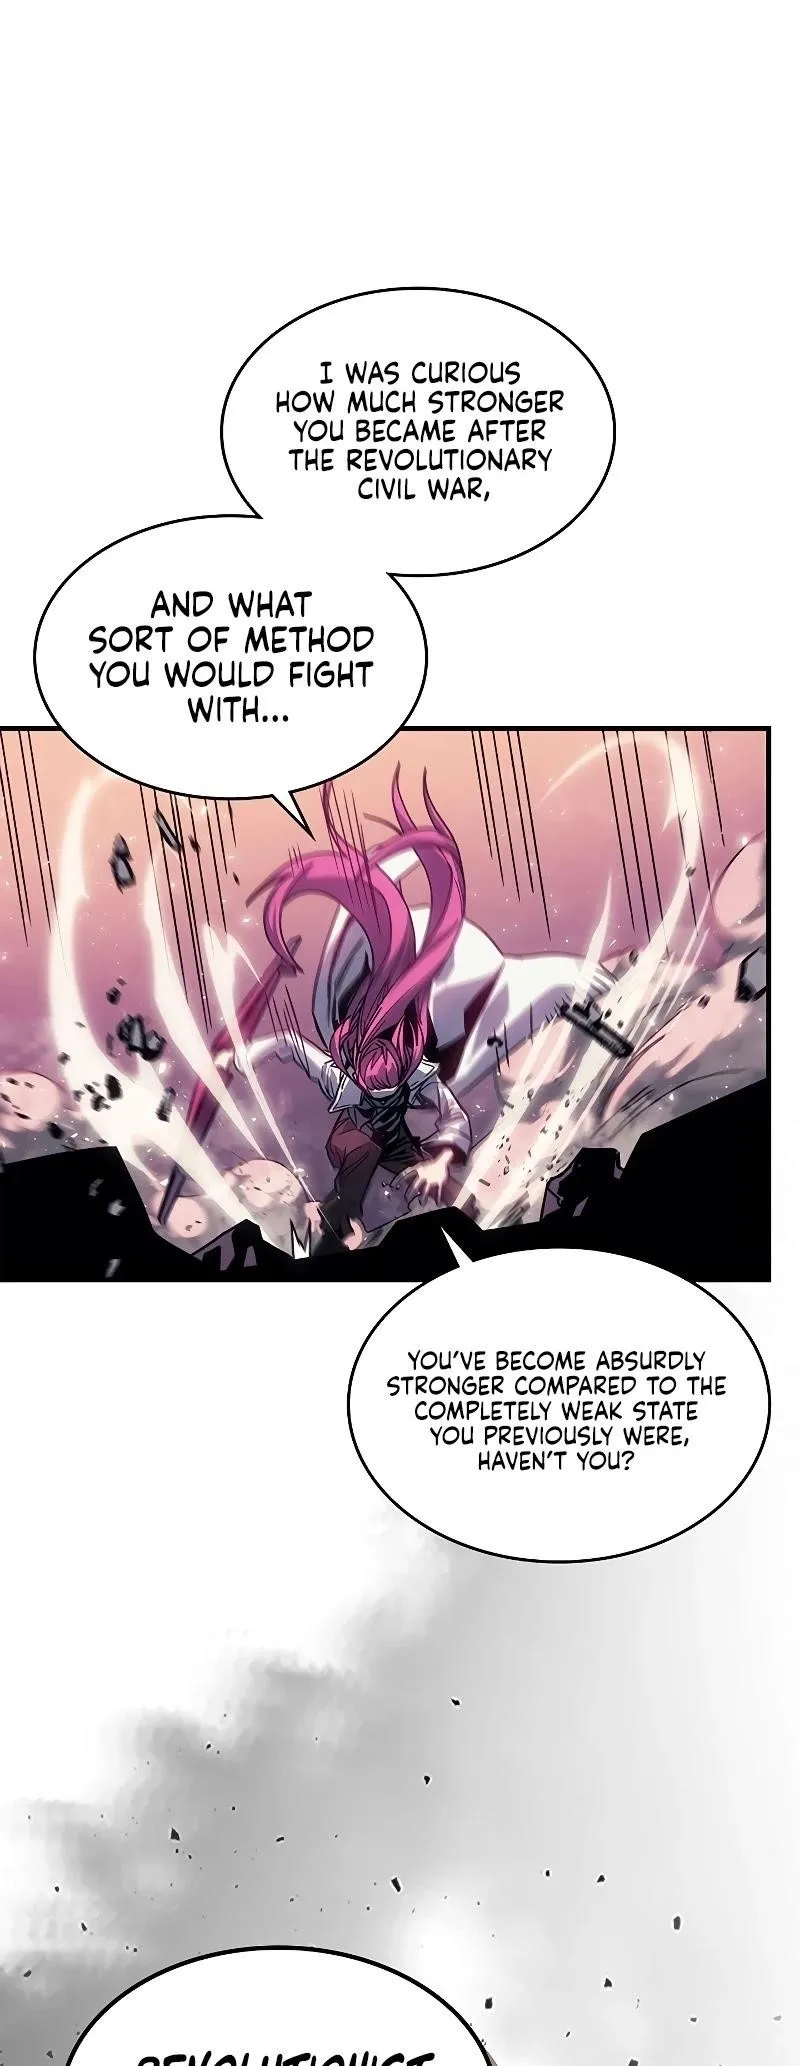 I WAS CURIOUS
HOW MUCH STRONGER
YOU BECAME AFTER
THE REVOLUTIONARY
CIVIL WAR,
AND WHAT
SORT OF METHOD
YOU WOULD FIGHT
WITH...
YOU'VE BECOME ABSURDLY
STRONGER COMPARED TO THE
COMPLETELY WEAK STATE
YOU PREVIOUSLY WERE,
HAVEN'T YOU?
REVOLUTIONIST